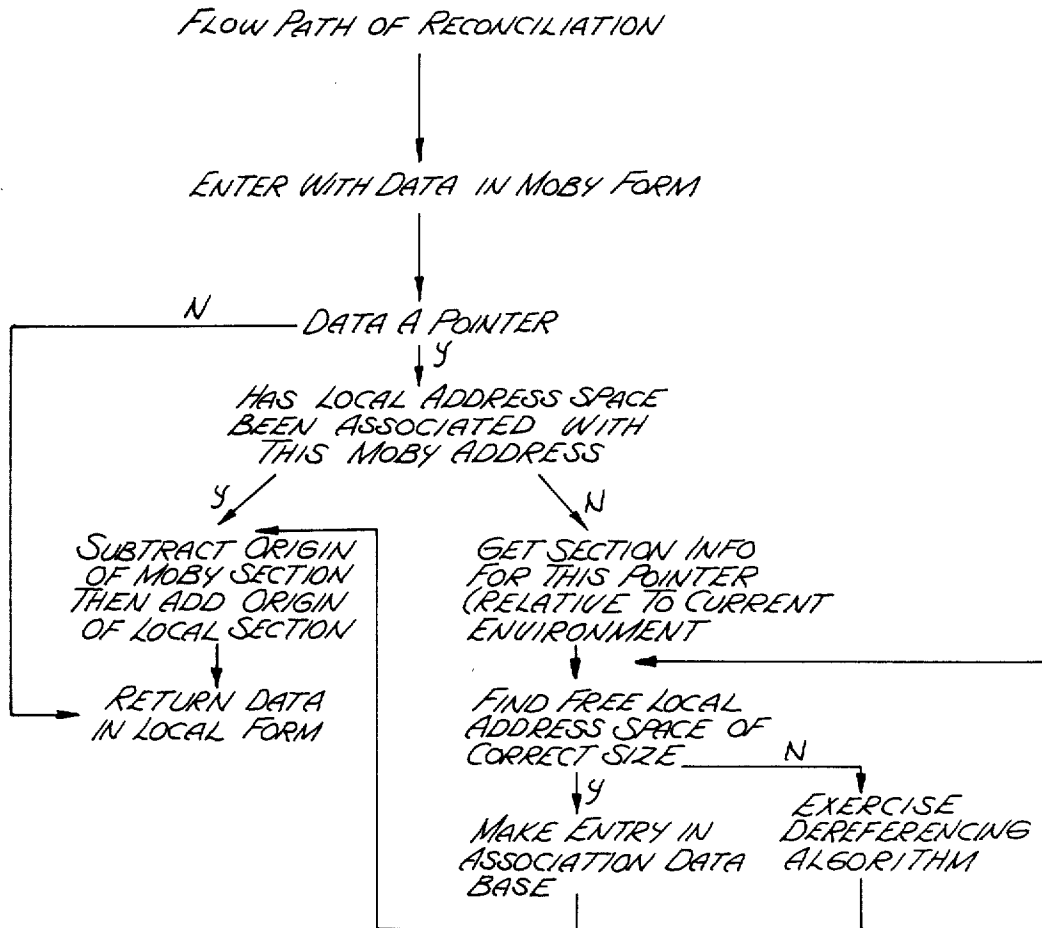 FLOW PATH OF RECONCILIATION
ENTER WITH DATA IN MOBY FORM
N
DATA A POINTER
Y
HAS LOCAL ADDRESS SPACE
BEEN ASSOCIATED WITH
THIS MOBY ADDRESS
Y
N
SUBTRACT ORIGIN
OF MOBY SECTION
THEN ADD ORIGIN
OF LOCAL SECTION
GET SECTION INFO
FOR THIS POINTER
(RELATIVE TO CURRENT
ENVIRONMENT
RETURN DATA
IN LOCAL FORM
FIND FREE LOCAL
ADDRESS SPACE OF
CORRECT SIZE
N
Y
MAKE ENTRY IN
ASSOCIATION DATA
BASE
EXERCISE
DEREFERENCING
ALGORITHM